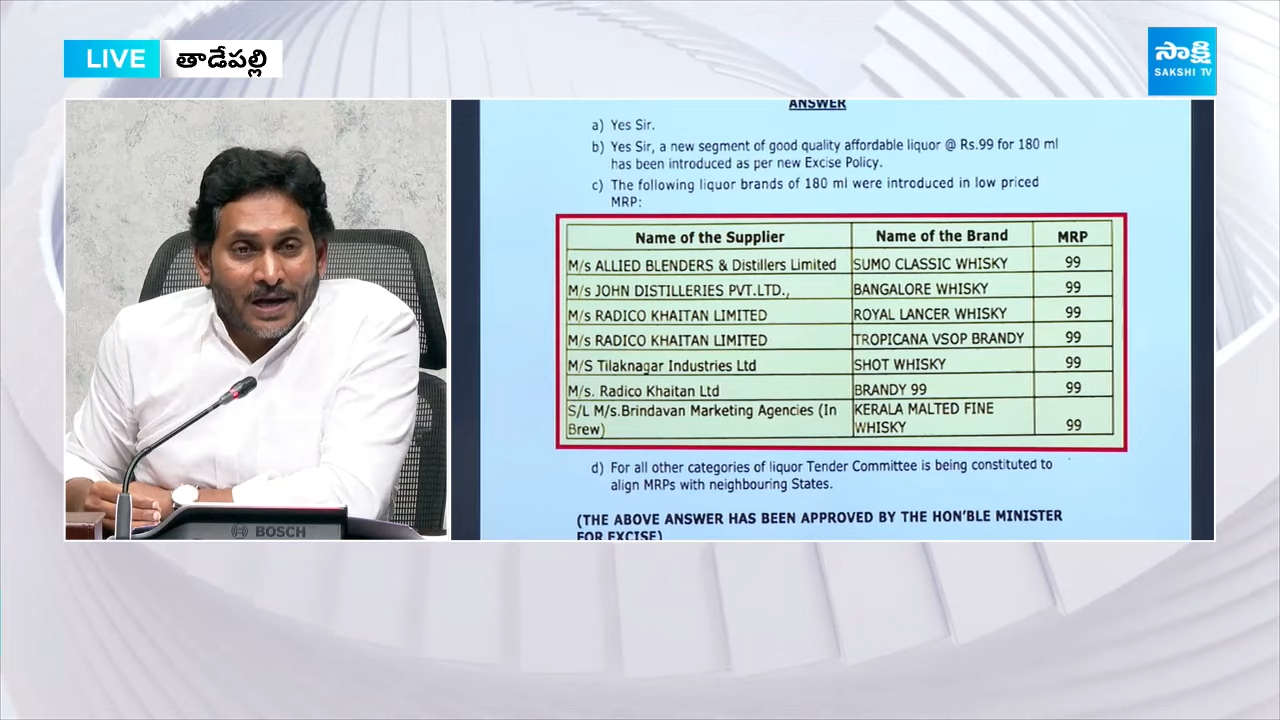 LIVE తాడేపల్లి
సాక్షి
SAKSHI TV
ANSWER
a) Yes Sir.
b) Yes Sir, a new segment of good quality affordable liquor @ Rs.99 for 180 ml
has been introduced as per new Excise Policy.
c) The following liquor brands of 180 ml were introduced in low priced
MRP:
Name of the Supplier Name of the Brand MRP
M/s ALLIED BLENDERS & Distillers Limited SUMO CLASSIC WHISKY 99
M/s JOHN DISTILLERIES PVT.LTD., BANGALORE WHISKY 99
M/s RADICO KHAITAN LIMITED ROYAL LANCER WHISKY 99
M/s RADICO KHAITAN LIMITED TROPICANA VSOP BRANDY 99
M/S Tilaknagar Industries Ltd SHOT WHISKY 99
M/s. Radico Khaitan Ltd BRANDY 99 99
S/L M/s.Brindavan Marketing Agencies (In KERALA MALTED FINE
Brew) WHISKY 99
d) For all other categories of liquor Tender Committee is being constituted to
align MRPs with neighbouring States.
(THE ABOVE ANSWER HAS BEEN APPROVED BY THE HON'BLE MINISTER
FOR EXCISE)
BOSCH